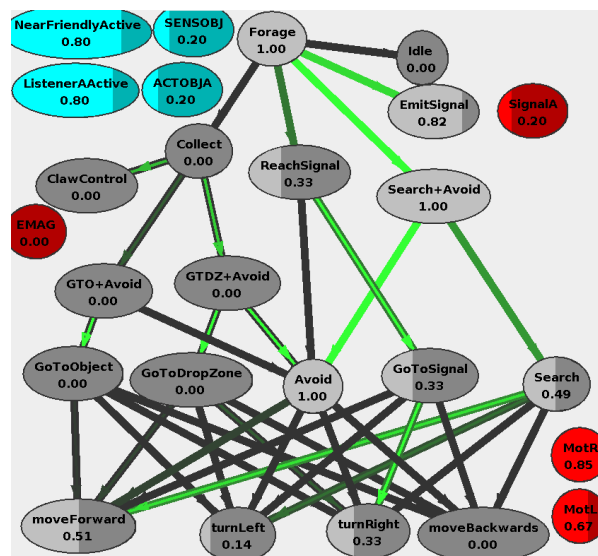 NearFriendlyActive
0.80
SENSOBJ
0.20
Forage
1.00
Idle
0.00
ListenerAActive
0.80
ACTOBJA
0.20
EmitSignal
0.82
SignalA
0.20
Collect
0.00
ClawControl
0.00
ReachSignal
0.33
Search+Avoid
1.00
EMAG
0.00
GTO+Avoid
0.00
GTDZ+Avoid
0.00
GoToObject
0.00
GoToDropZone
0.00
Avoid
1.00
GoToSignal
0.33
Search
0.49
MotR
0.85
moveForward
0.51
turnLeft
0.14
turnRight
0.33
moveBackwards
0.00
MotL
0.67